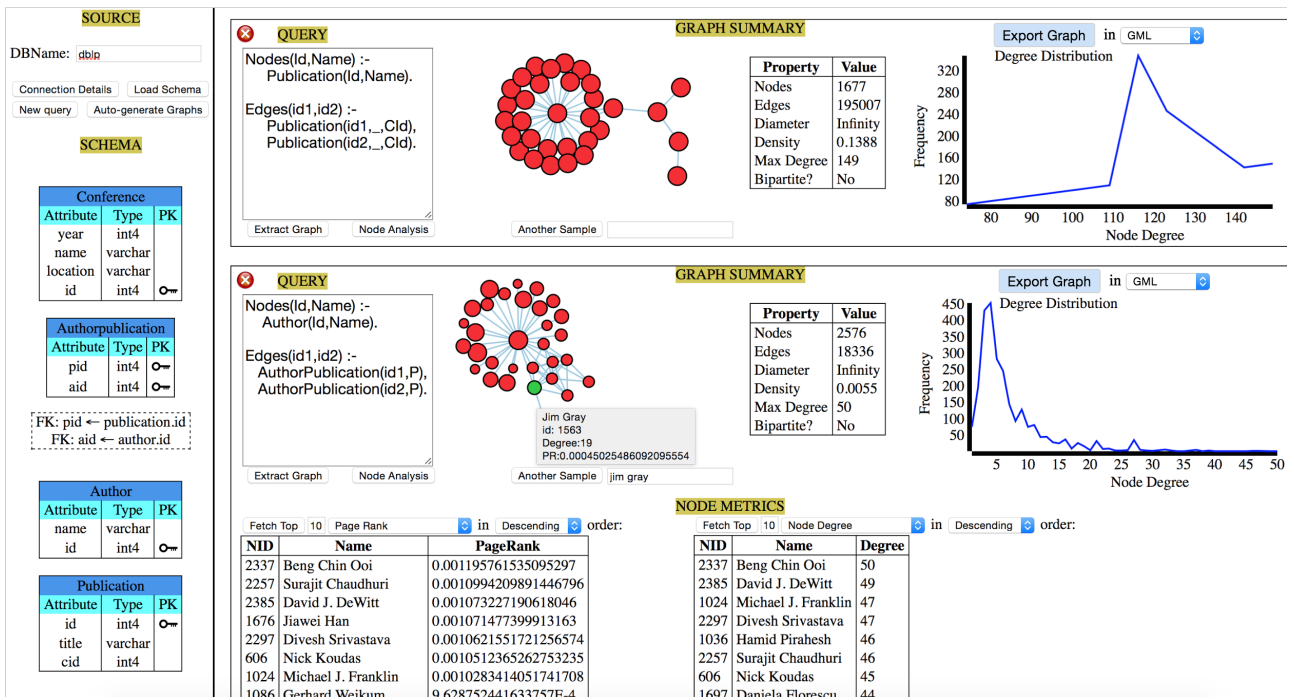 SOURCE
DBName: dblp
Connection Details Load Schema
New query Auto-generate Graphs
SCHEMA
Conference
Attribute Type PK
year int4
name varchar
location varchar
id int4
Authorpublication
Attribute Type PK
pid int4
aid int4
FK: pid ← publication.id
FK: aid ← author.id
Author
Attribute Type PK
name varchar
id int4
Publication
Attribute Type PK
id int4
title varchar
cid int4
QUERY
Nodes(Id,Name) :-
Publication(Id,Name).
Edges(id1,id2) :-
Publication(id1,_,CId),
Publication(id2,_,CId).
Extract Graph Node Analysis
GRAPH SUMMARY
Another Sample
Property Value
Nodes 1677
Edges 195007
Diameter Infinity
Density 0.1388
Max Degree 149
Bipartite? No
Export Graph in GML
Degree Distribution
Frequency
320
280
240
200
160
120
80
80 90 100 110 120 130 140
Node Degree
QUERY
Nodes(Id,Name) :-
Author(Id,Name).
Edges(id1,id2) :-
AuthorPublication(id1,P),
AuthorPublication(id2,P).
Extract Graph Node Analysis
GRAPH SUMMARY
Jim Gray
id: 1563
Degree:19
PR:0.00045025486092095554
Another Sample jim gray
Property Value
Nodes 2576
Edges 18336
Diameter Infinity
Density 0.0055
Max Degree 50
Bipartite? No
Export Graph in GML
Degree Distribution
Frequency
450
400
350
300
250
200
150
100
50
5 10 15 20 25 30 35 40 45 50
Node Degree
NODE METRICS
Fetch Top 10 Page Rank in Descending order:
NID Name PageRank
2337 Beng Chin Ooi 0.001195761535095297
2257 Surajit Chaudhuri 0.0010994209891446796
2385 David J. DeWitt 0.001073227190618046
1676 Jiawei Han 0.001071477399913163
2297 Divesh Srivastava 0.0010621551721256574
606 Nick Koudas 0.0010512365262753235
1024 Michael J. Franklin 0.0010283414051741708
1086 Gerhard Weikum 9.628752441633757E-4
Fetch Top 10 Node Degree in Descending order:
NID Name Degree
2337 Beng Chin Ooi 50
2385 David J. DeWitt 49
1024 Michael J. Franklin 47
2297 Divesh Srivastava 47
1036 Hamid Pirahesh 46
2257 Surajit Chaudhuri 46
606 Nick Koudas 45
1697 Daniela Florescu 44